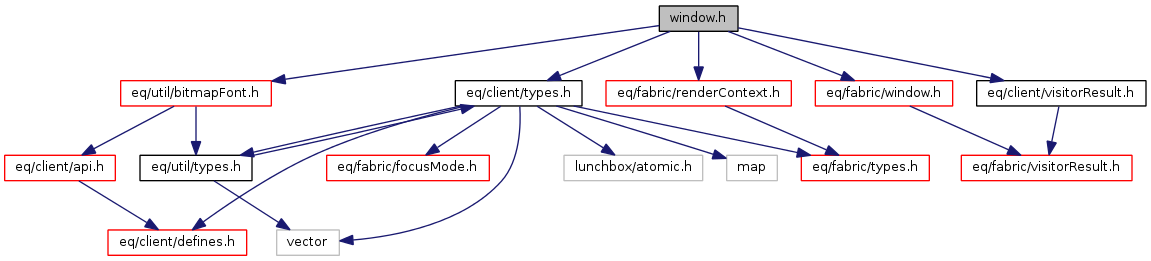 window.h
eq/util/bitmapFont.h
eq/client/types.h
eq/fabric/renderContext.h
eq/fabric/window.h
eq/client/visitorResult.h
eq/client/api.h
eq/util/types.h
eq/fabric/focusMode.h
lunchbox/atomic.h
map
eq/fabric/types.h
eq/fabric/visitorResult.h
eq/client/defines.h
vector